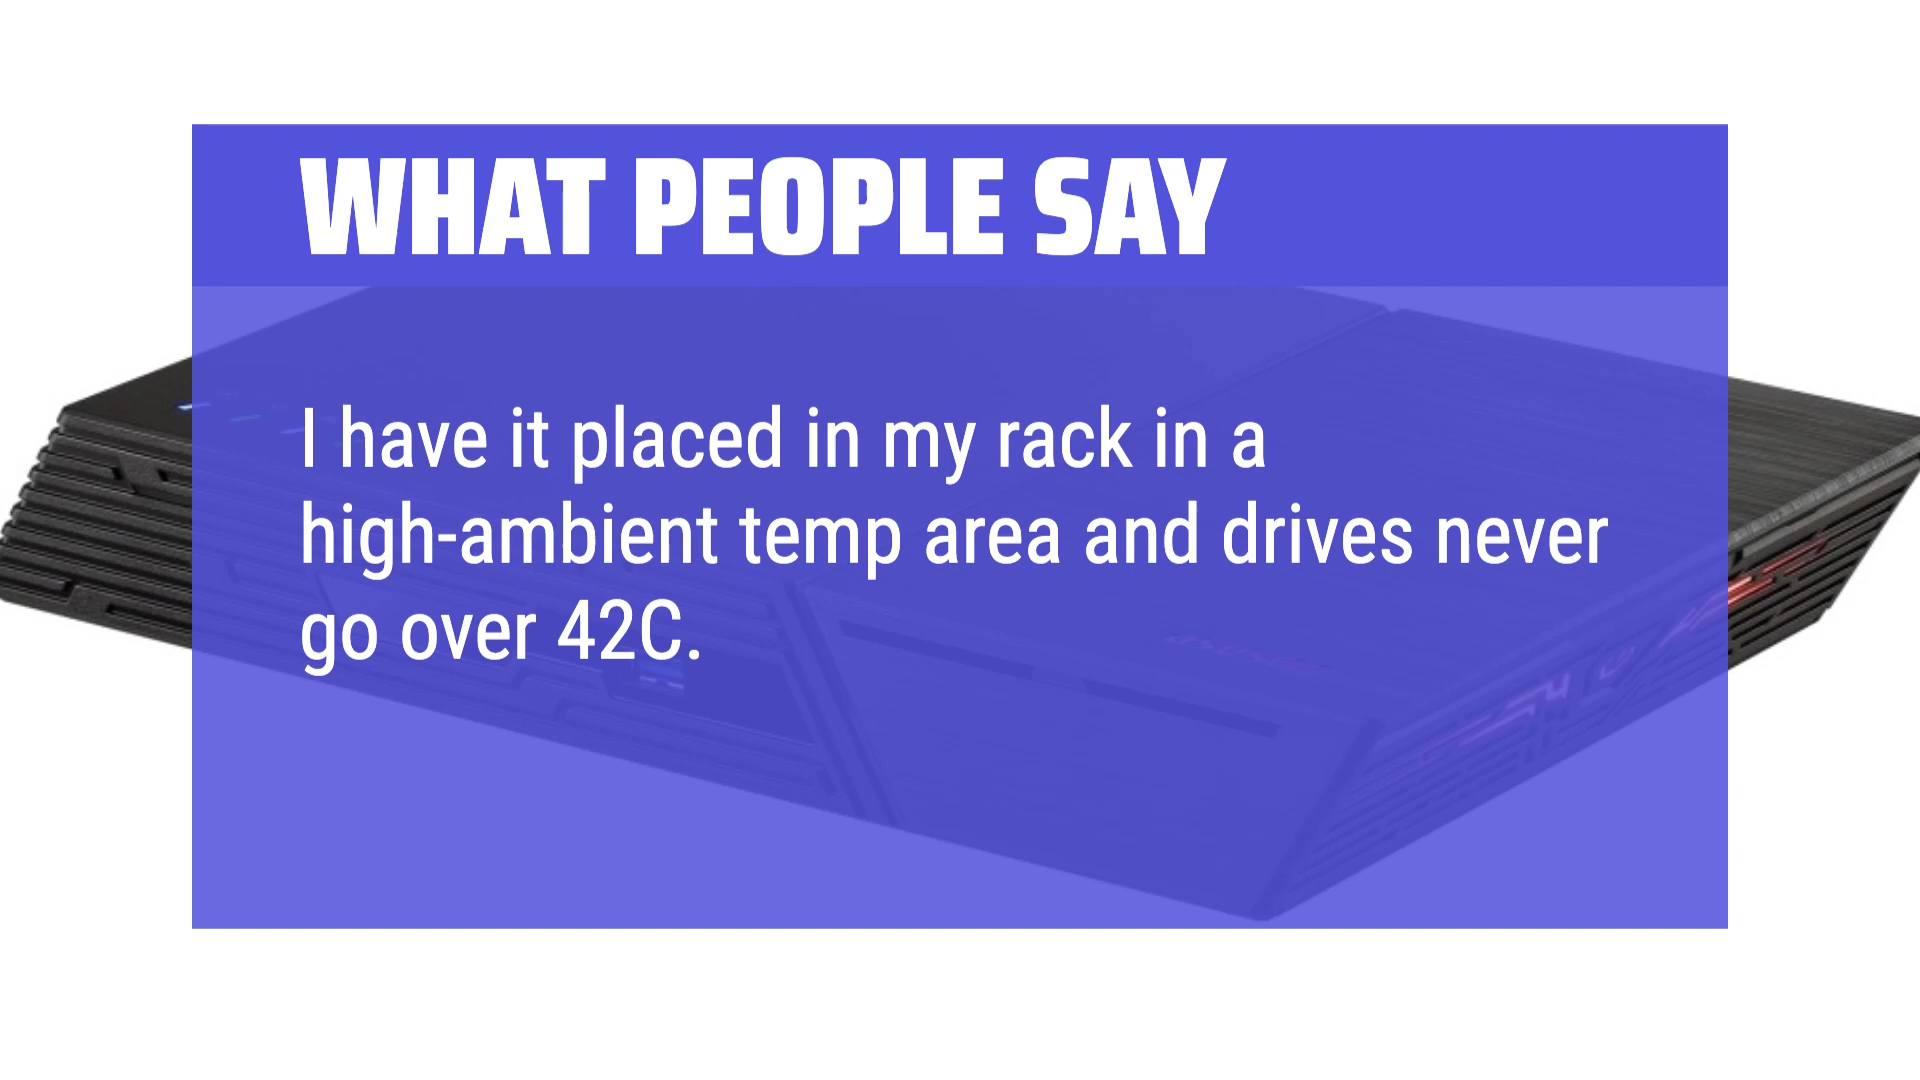 WHAT PEOPLE SAY
I have it placed in my rack in a
high-ambient temp area and drives never
go over 42C.